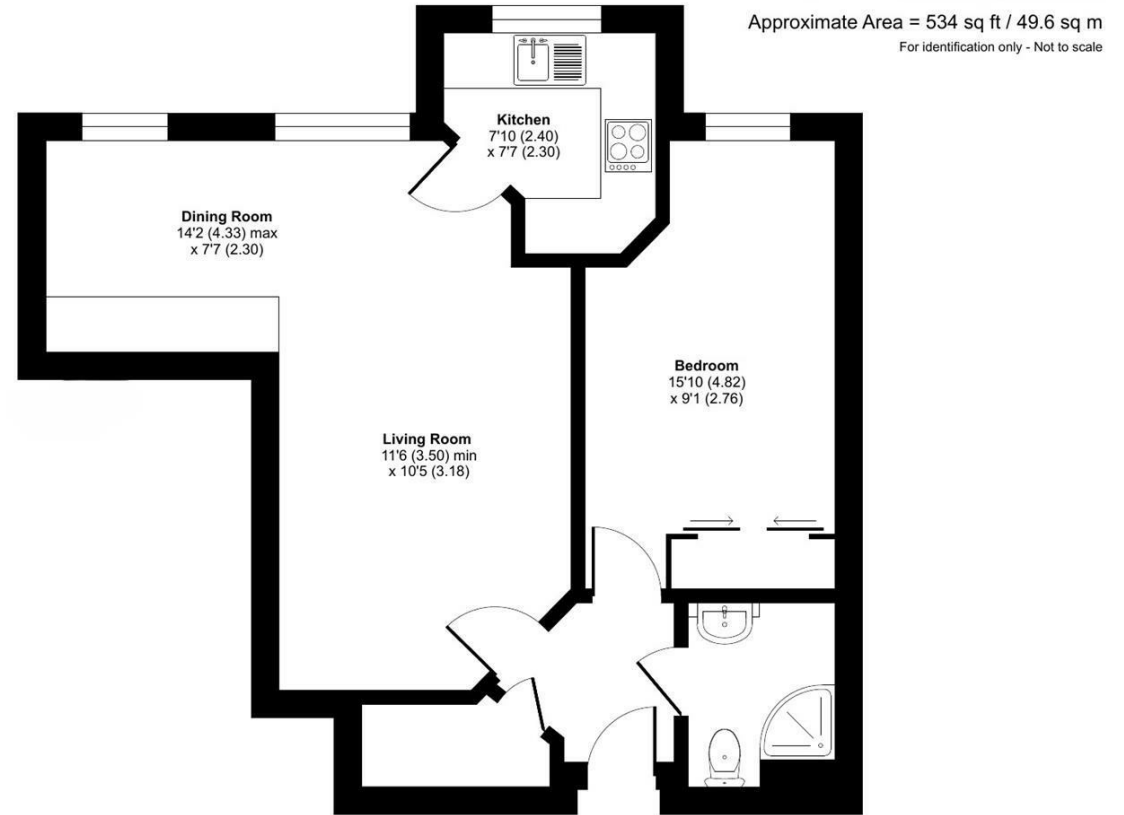 Approximate Area = 534 sq ft / 49.6 sq m
For identification only - Not to scale
Kitchen
7'10 (2.40)
x 7'7 (2.30)
Dining Room
14'2 (4.33) max
x 7'7 (2.30)
Bedroom
15'10 (4.82)
x 9'1 (2.76)
Living Room
11'6 (3.50) min
x 10'5 (3.18)